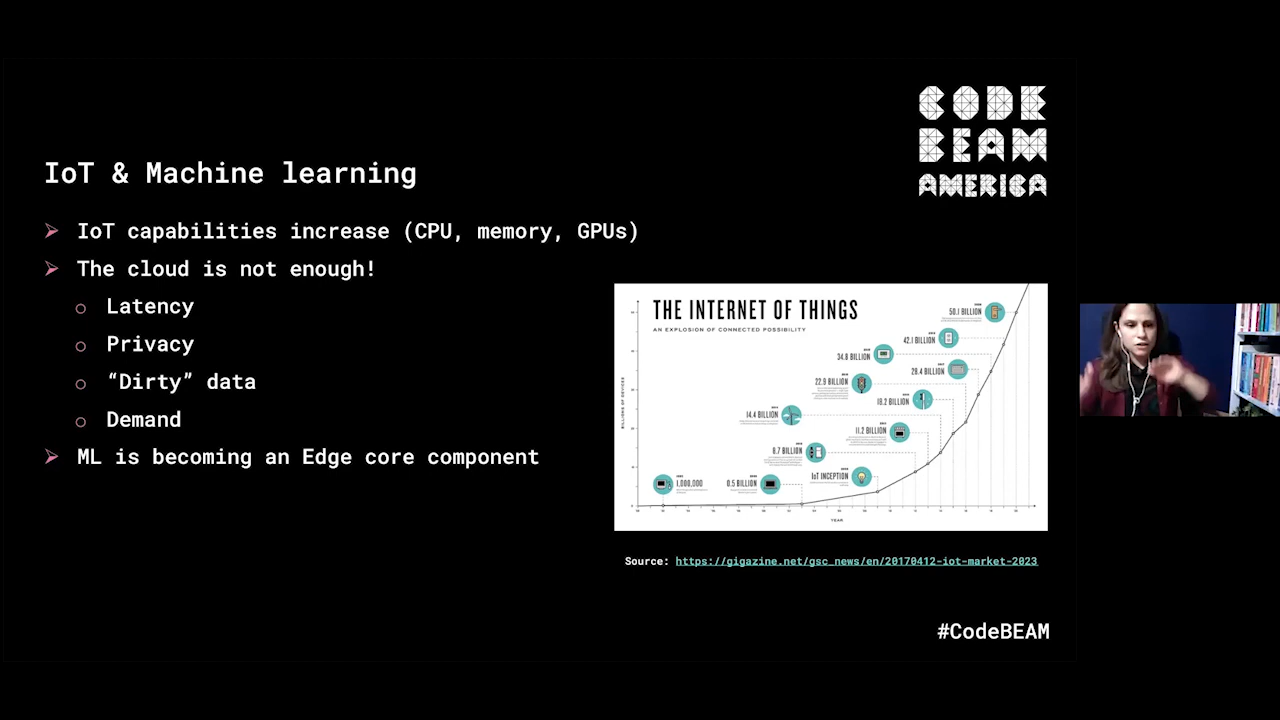 CODE
BEAM
AMERICA
IoT & Machine learning
➢ IoT capabilities increase (CPU, memory, GPUs)
➢ The cloud is not enough!
○ Latency
○ Privacy
○ “Dirty” data
○ Demand
➢ ML is becoming an Edge core component
THE INTERNET OF THINGS
AN EXPLOSION OF CONNECTED POSSIBILITY
50.1 BILLION
42.1 BILLION
34.8 BILLION
28.4 BILLION
22.9 BILLION
18.2 BILLION
14.4 BILLION
11.2 BILLION
8.7 BILLION
IoT INCEPTION
1,000,000
0.5 BILLION
BILLIONS OF DEVICES
YEAR
Source: https://gigazine.net/gsc_news/en/20170412-iot-market-2023
#CodeBEAM